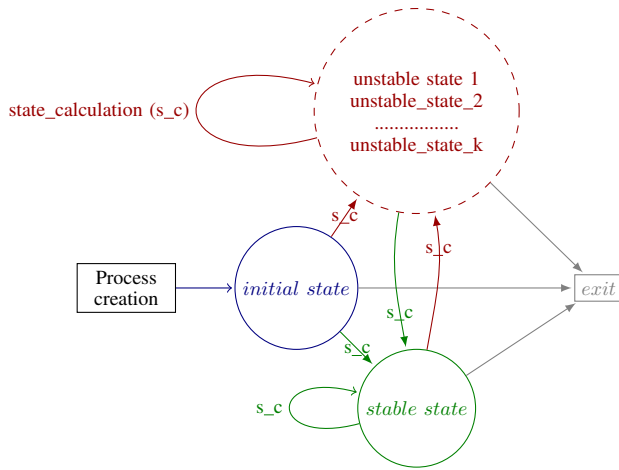 unstable state 1
unstable_state_2
.................
unstable_state_k
state_calculation (s_c)
s_c
s_c
Process
creation
initial state
exit
s_c
s_c
s_c
stable state